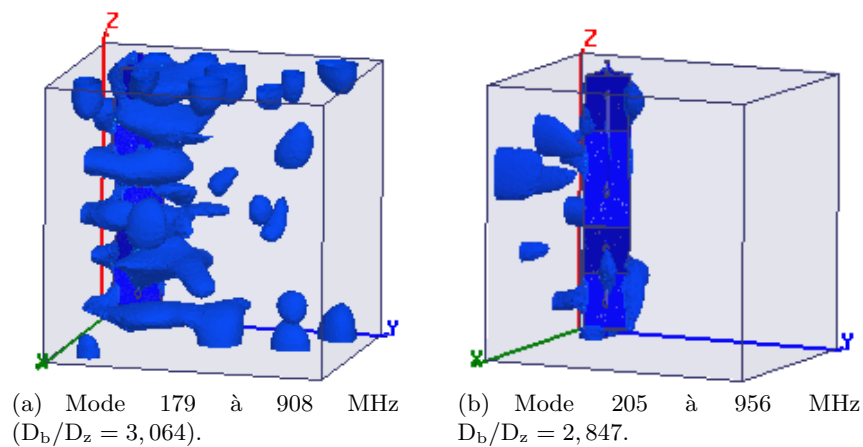 Z
X
Y
Z
X
Y
(a) Mode 179 à 908 MHz
(D_b/D_z = 3, 064).
(b) Mode 205 à 956 MHz
D_b/D_z = 2, 847.